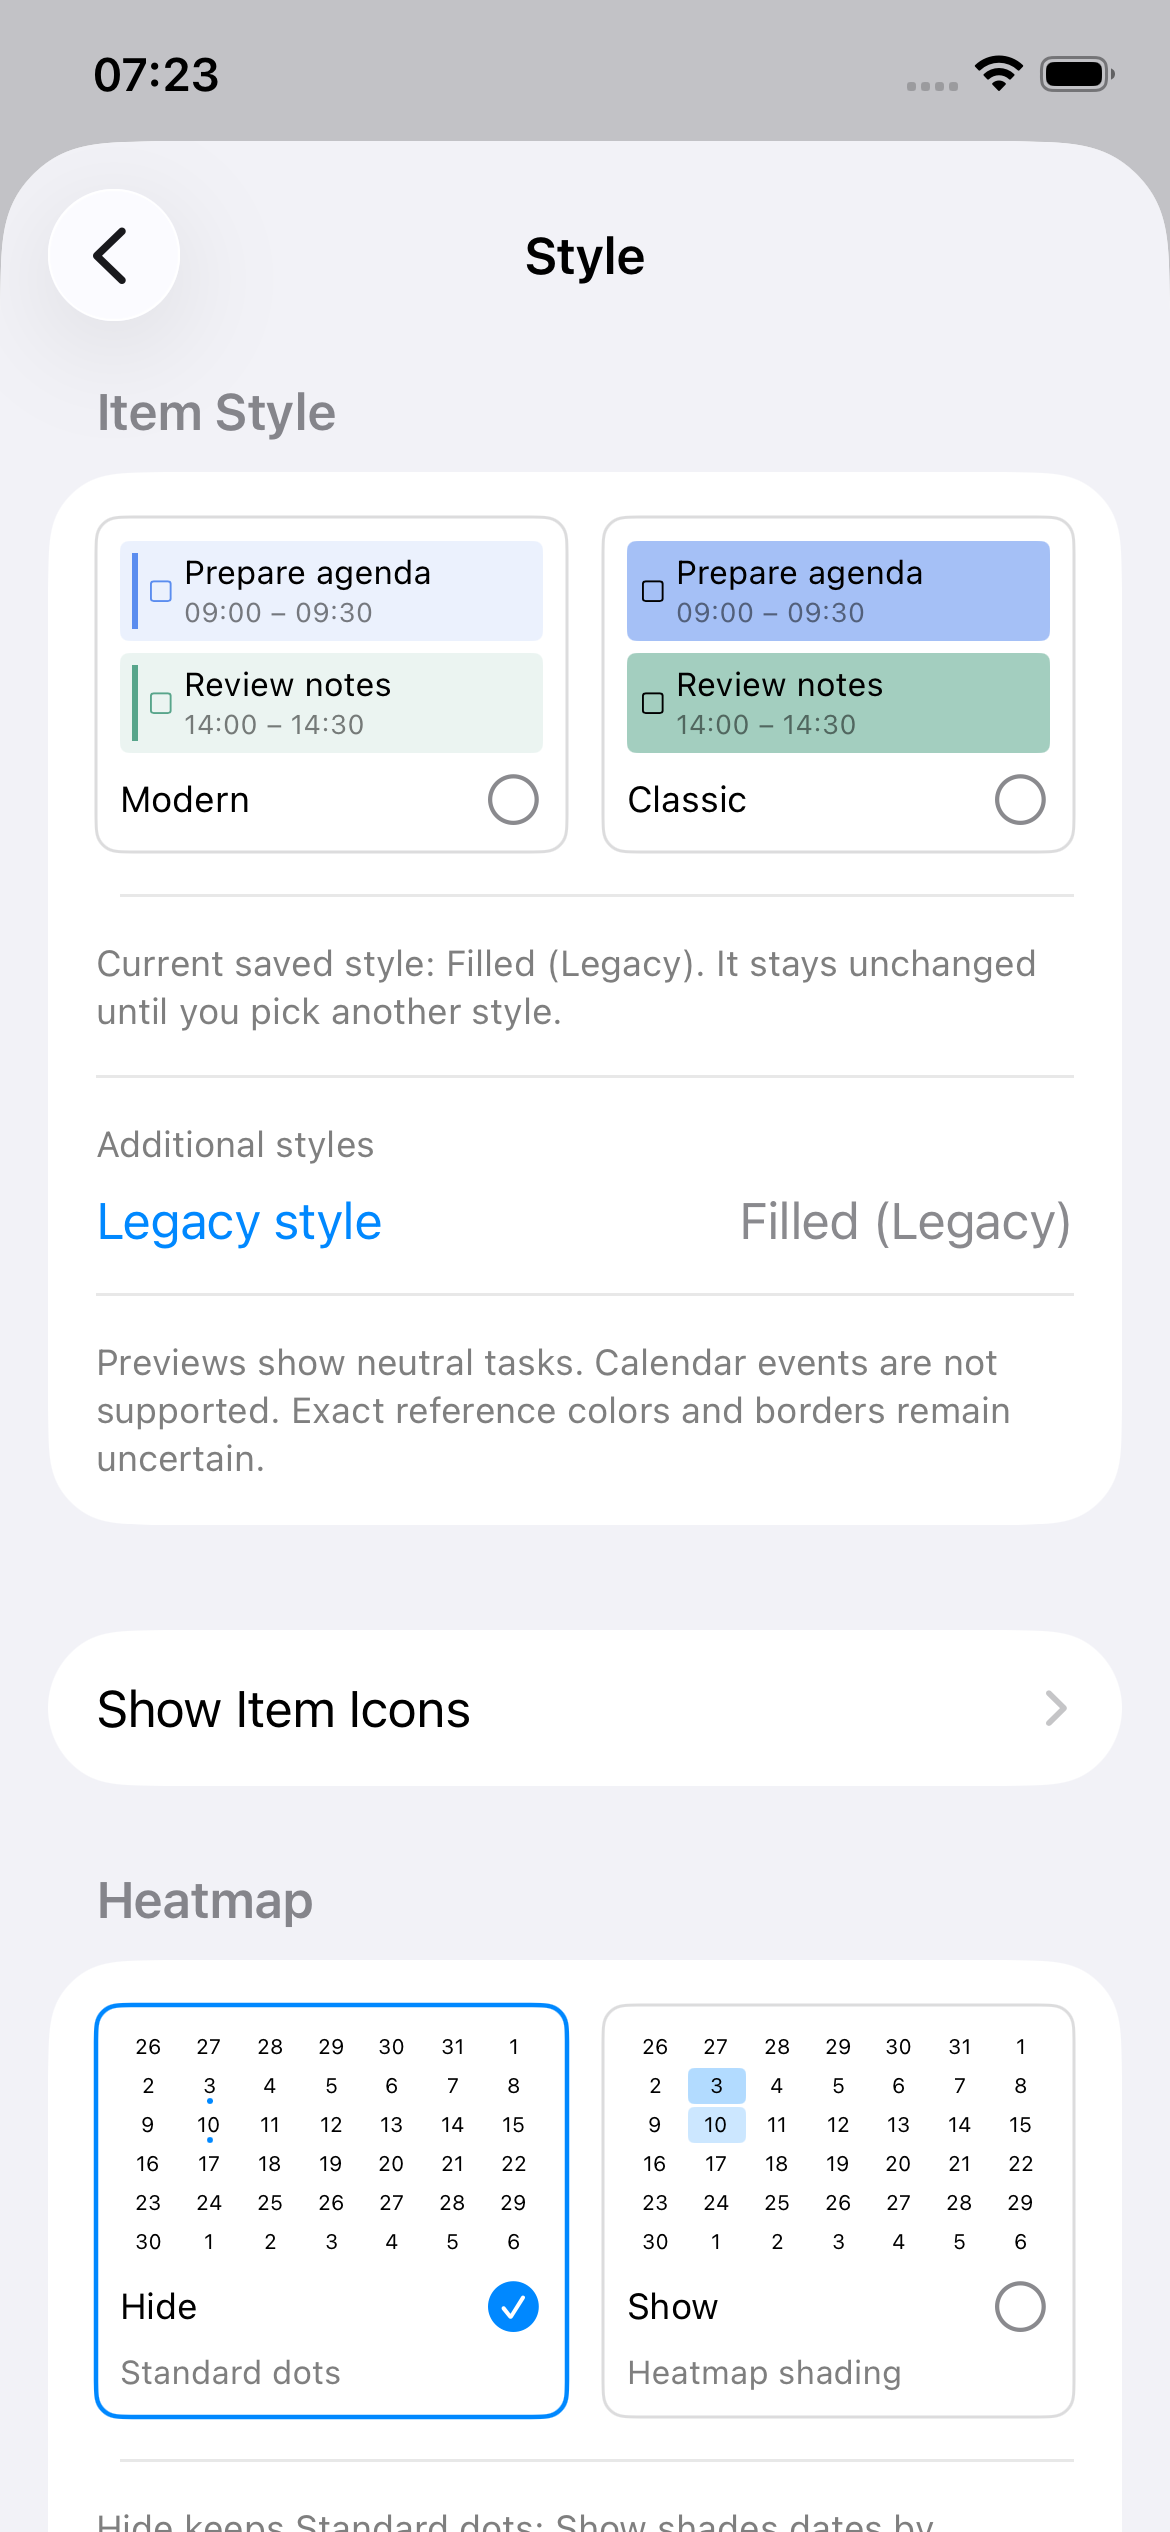 07:23
Style
Item Style
Prepare agenda
09:00 – 09:30
Review notes
14:00 – 14:30
Modern
Prepare agenda
09:00 – 09:30
Review notes
14:00 – 14:30
Classic
Current saved style: Filled (Legacy). It stays unchanged
until you pick another style.
Additional styles
Legacy style Filled (Legacy)
Previews show neutral tasks. Calendar events are not
supported. Exact reference colors and borders remain
uncertain.
Show Item Icons
Heatmap
26 27 28 29 30 31 1
2 3 4 5 6 7 8
9 10 11 12 13 14 15
16 17 18 19 20 21 22
23 24 25 26 27 28 29
30 1 2 3 4 5 6
Hide
Standard dots
26 27 28 29 30 31 1
2 3 4 5 6 7 8
9 10 11 12 13 14 15
16 17 18 19 20 21 22
23 24 25 26 27 28 29
30 1 2 3 4 5 6
Show
Heatmap shading
Hide keeps Standard dots; Show shades dates by